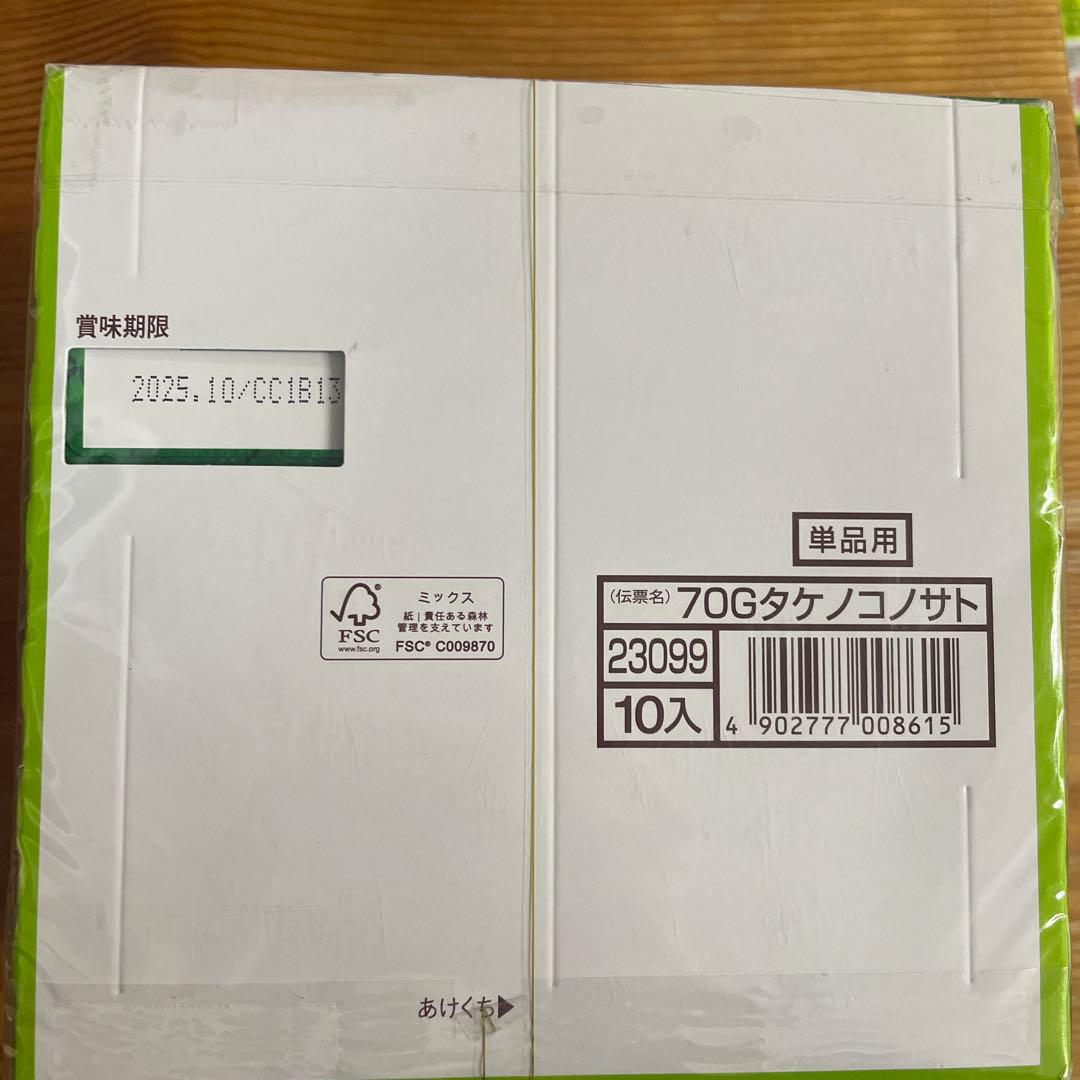 賞味期限
2025.10/CC1B13
単品用
(伝票名) 70Gタケノコノサト
23099
10入
4 902777 008615
ミックス
紙 | 責任ある森林
管理を支えています
FSC® C009870
®
FSC
www.fsc.org
あけくち▶